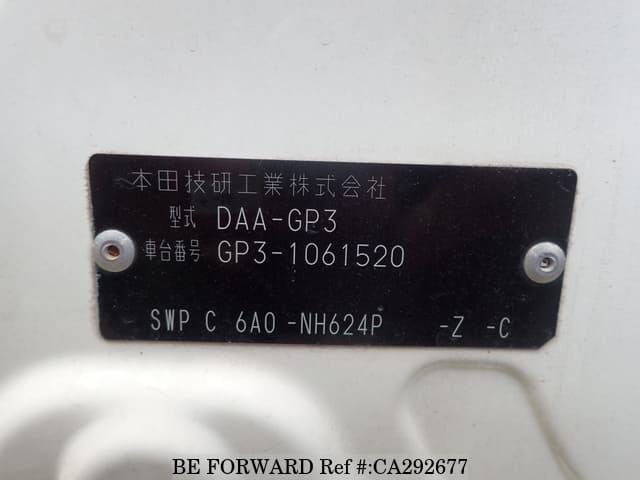 本田技研工業株式会社
型式 DAA-GP3
車台番号 GP3-1061520
SWP C 6A0 -NH624P -Z -C
BE FORWARD Ref #:CA292677